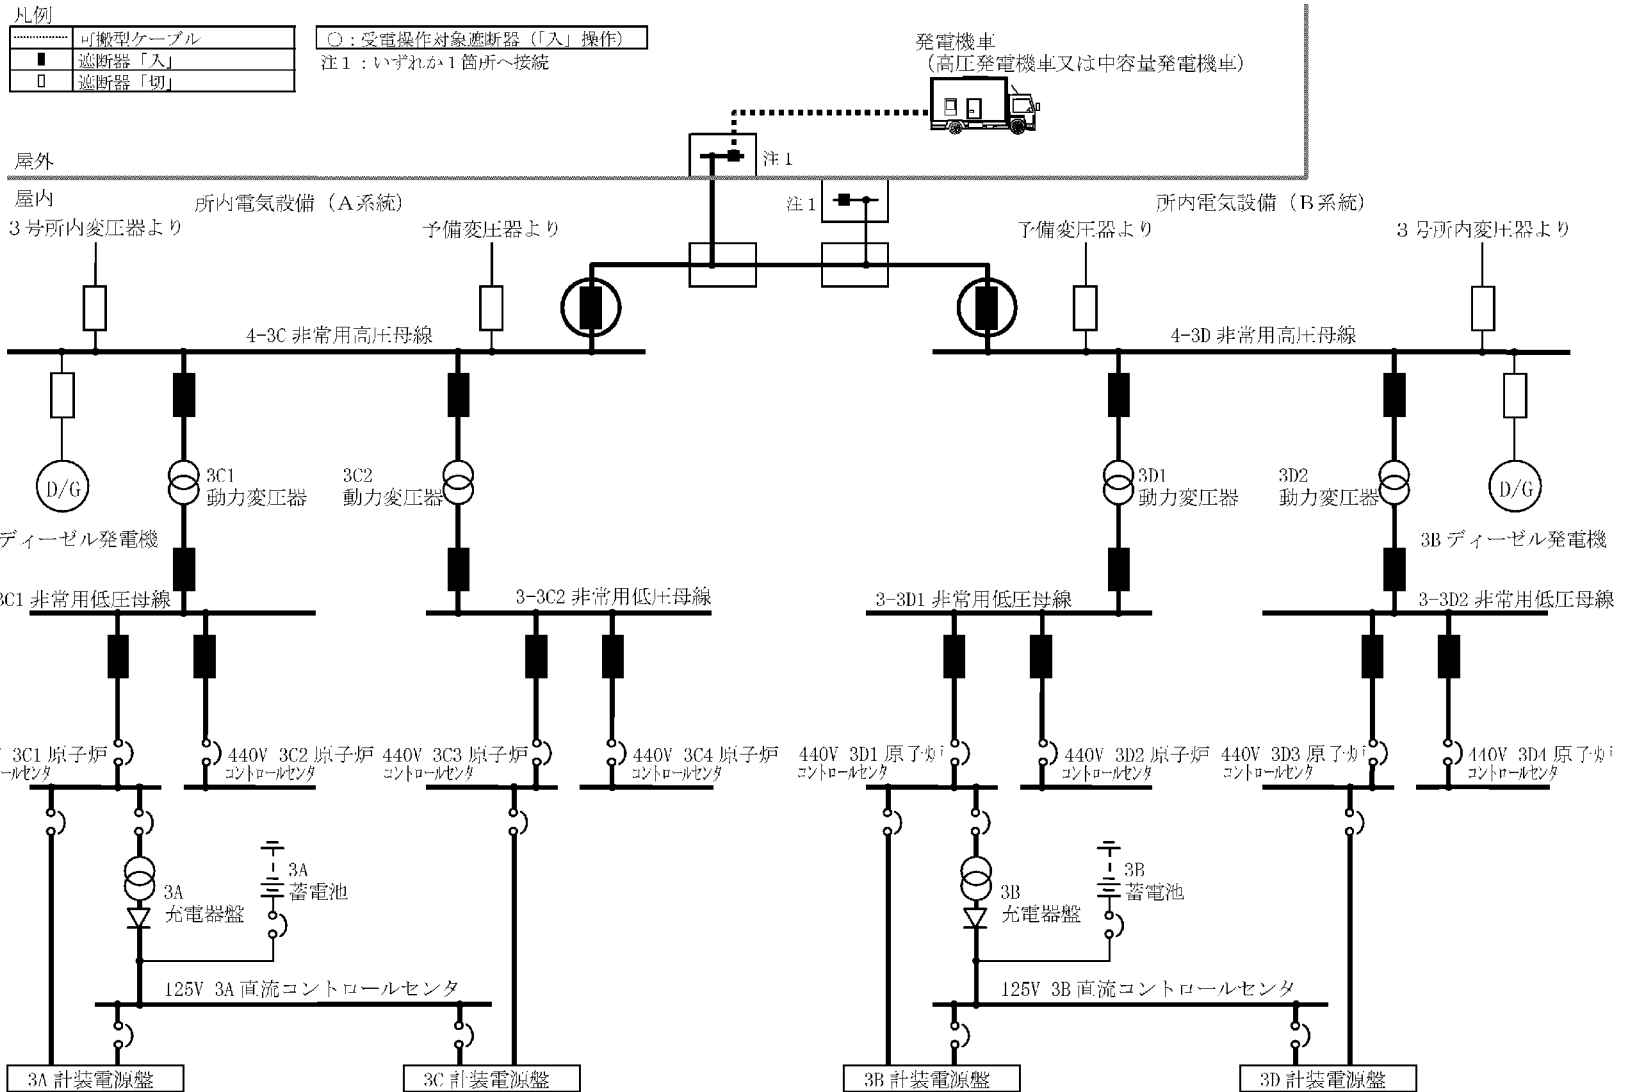 凡例
可搬型ケーブル
遮断器「入」
遮断器「切」
○:受電操作対象遮断器(「入」操作)
注1:いずれか1箇所へ接続
発電機車
(高圧発電機車又は中容量発電機車)
屋外
注1
屋内
所内電気設備(A系統)
注1
所内電気設備(B系統)
3号所内変圧器より
予備変圧器より
予備変圧器より
3号所内変圧器より
4-3C 非常用高圧母線
4-3D 非常用高圧母線
3C1
動力変圧器
3C2
動力変圧器
3D1
動力変圧器
3D2
動力変圧器
D/G
D/G
ディーゼル発電機
3B ディーゼル発電機
3C1 非常用低圧母線
3-3C2 非常用低圧母線
3-3D1 非常用低圧母線
3-3D2 非常用低圧母線
3C1 原子炉
ールセンタ
440V 3C2 原子炉
コントロールセンタ
440V 3C3 原子炉
コントロールセンタ
440V 3C4 原子炉
コントロールセンタ
440V 3D1 原子炉
コントロールセンタ
440V 3D2 原子炉
コントロールセンタ
440V 3D3 原子炉
コントロールセンタ
440V 3D4 原子炉
コントロールセンタ
3A
蓄電池
3A
充電器盤
3B
蓄電池
3B
充電器盤
125V 3A 直流コントロールセンタ
125V 3B 直流コントロールセンタ
3A 計装電源盤
3C 計装電源盤
3B 計装電源盤
3D 計装電源盤